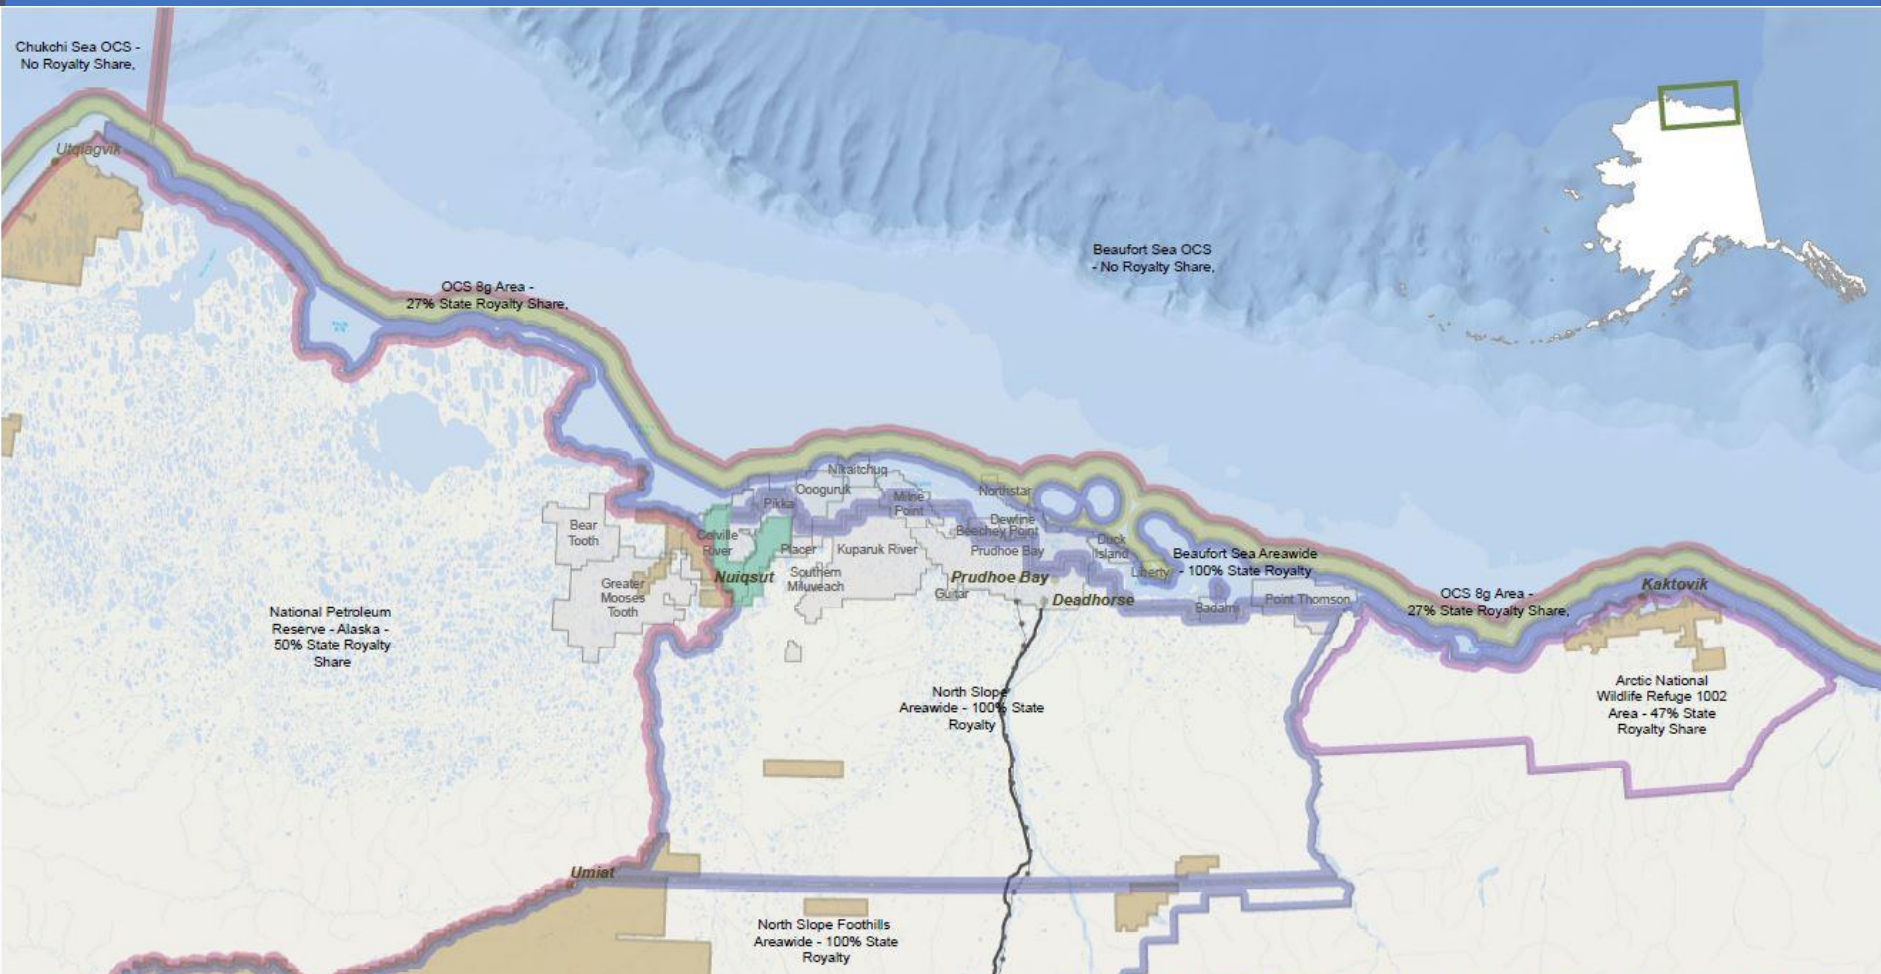 Chukchi Sea OCS -
No Royalty Share,
Utqiagvik
Beaufort Sea OCS
- No Royalty Share,
OCS 8g Area -
27% State Royalty Share,
Nikaitchuq
Oooguruk
Northstar
Pikka
Milne
Point
Dewline
Beechey Point
Bear
Tooth
Colville
River
Placer
Kuparuk River
Prudhoe Bay
Duck
Island
Beaufort Sea Areawide
- 100% State Royalty
Liberty
Nuiqsut
Southern
Miluveach
Prudhoe Bay
Greater
Mooses
Tooth
Guitar
Deadhorse
Badami
Point Thomson
OCS 8g Area -
27% State Royalty Share,
Kaktovik
National Petroleum
Reserve - Alaska -
50% State Royalty
Share
North Slope
Areawide - 100% State
Royalty
Arctic National
Wildlife Refuge 1002
Area - 47% State
Royalty Share
Umiat
North Slope Foothills
Areawide - 100% State
Royalty